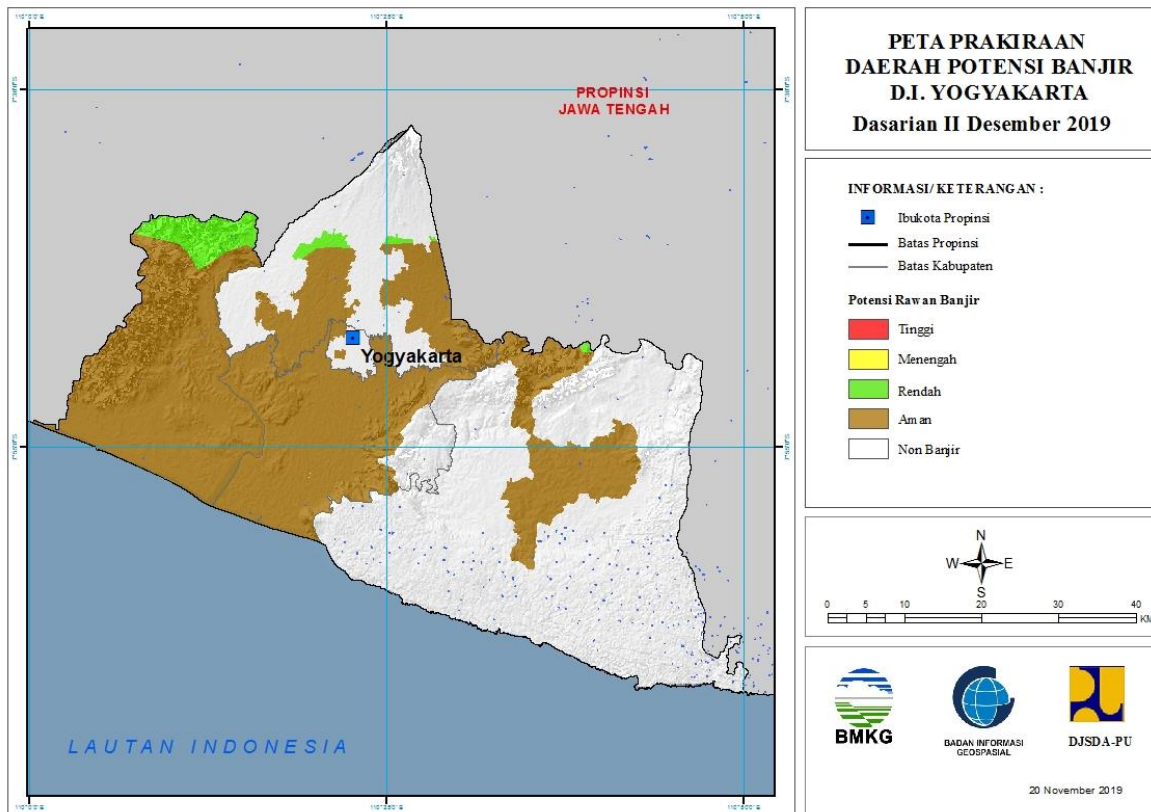 PETA PRAKIRAAN
DAERAH POTENSI BANJIR
D.I. YOGYAKARTA
Dasarian II Desember 2019
INFORMASI/ KETERANGAN :
Ibukota Propinsi
Batas Propinsi
Batas Kabupaten
Potensi Rawan Banjir
Tinggi
Menengah
Rendah
Aman
Non Banjir
N
W E
S
0 5 10 20 30 40
KM
BMKG
BADAN INFORMASI
GEOSPASIAL
DJSDA-PU
20 November 2019
PROPINSI
JAWA TENGAH
Yogyakarta
LAUTAN INDONESIA